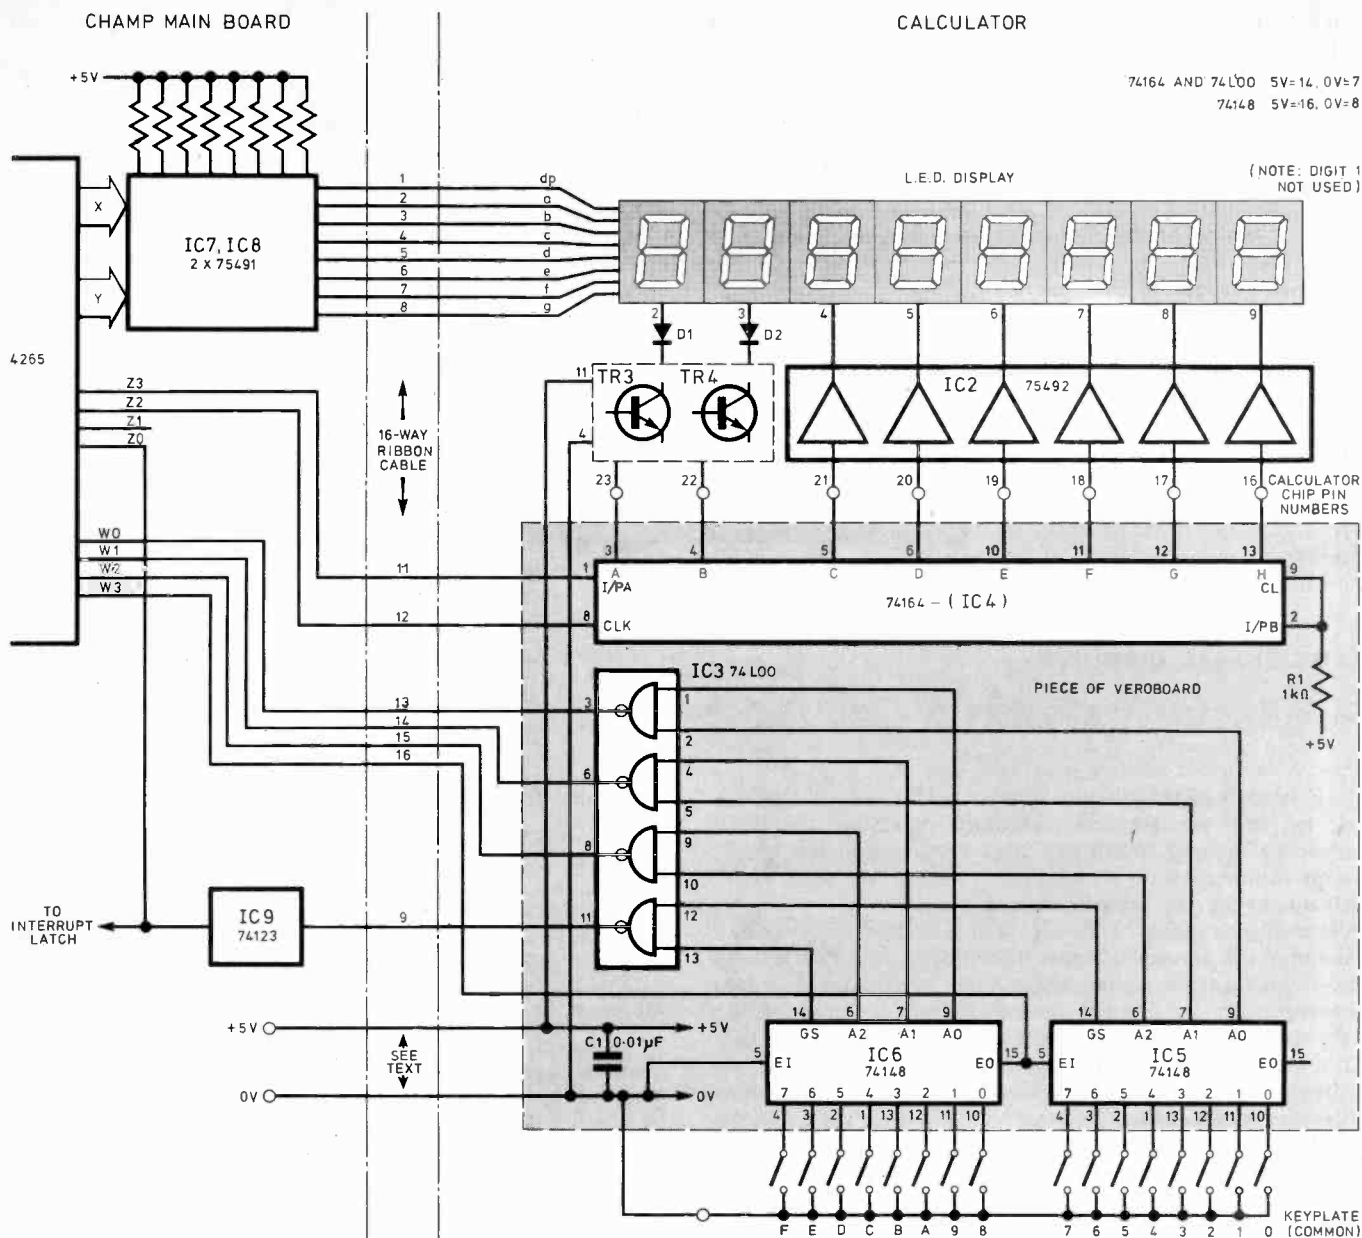 CHAMP MAIN BOARD
CALCULATOR
+5V
74164 AND 74L00 5V=14, 0V=7
74148 5V=16, 0V=8
(NOTE: DIGIT 1
NOT USED)
L.E.D. DISPLAY
1 dp
2 a
3 b
4 c
5 d
6 e
7 f
8 g
X
Y
IC7, IC8
2 X 75491
4265
2 3 4 5 6 7 8 9
D1 D2
11
TR3 TR4
4
IC2 75492
Z3
Z2
Z1
Z0
16-WAY
RIBBON
CABLE
23 22 21 20 19 18 17 16
CALCULATOR
CHIP PIN
NUMBERS
W0
W1
W2
W3
3 4 5 6 10 11 12 13
11 1 A B C D E F G H 9
I/PA CL
74164 - (IC4)
12 8 CLK I/PB 2
IC3 74L00
PIECE OF VEROBOARD
R1
1kΩ
+5V
13 3 1
14 2
15 4
16 6 5
9
8 10
12
11 13
TO
INTERRUPT
LATCH
IC9
74123
9
+5V
+5V
C1 0·01µF
SEE
TEXT
0V
0V
14 6 7 9
GS A2 A1 A0
5 EI IC6 EO 15
74148
7 6 5 4 3 2 1 0
4 3 2 1 13 12 11 10
14 6 7 9
GS A2 A1 A0
5 EI IC5 EO 15
74148
7 6 5 4 3 2 1 0
4 3 2 1 13 12 11 10
F E D C B A 9 8 7 6 5 4 3 2 1 0
KEYPLATE
(COMMON)